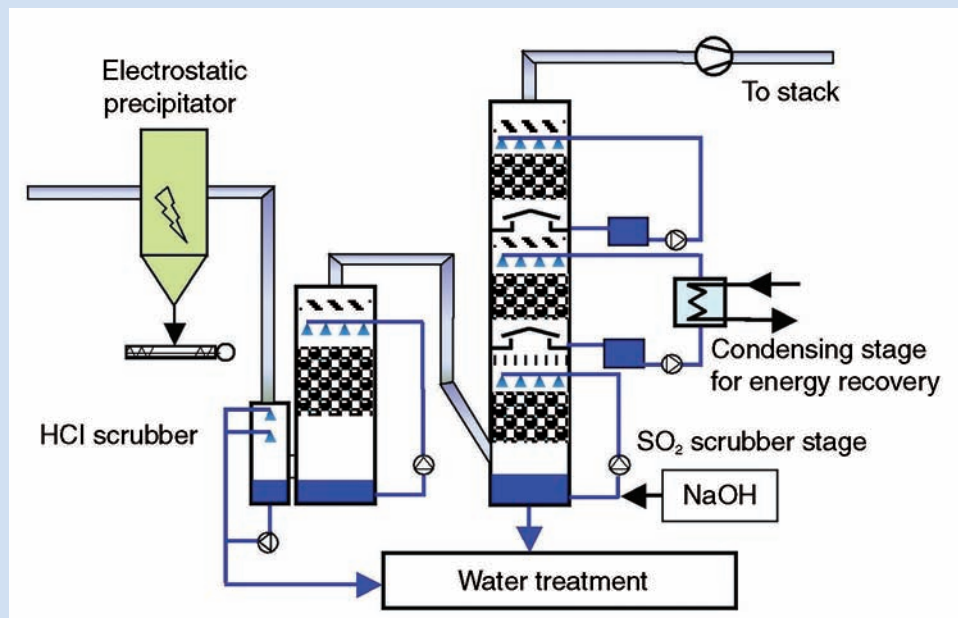 Electrostatic
precipitator
To stack
Condensing stage
for energy recovery
HCl scrubber
SO₂ scrubber stage
NaOH
Water treatment